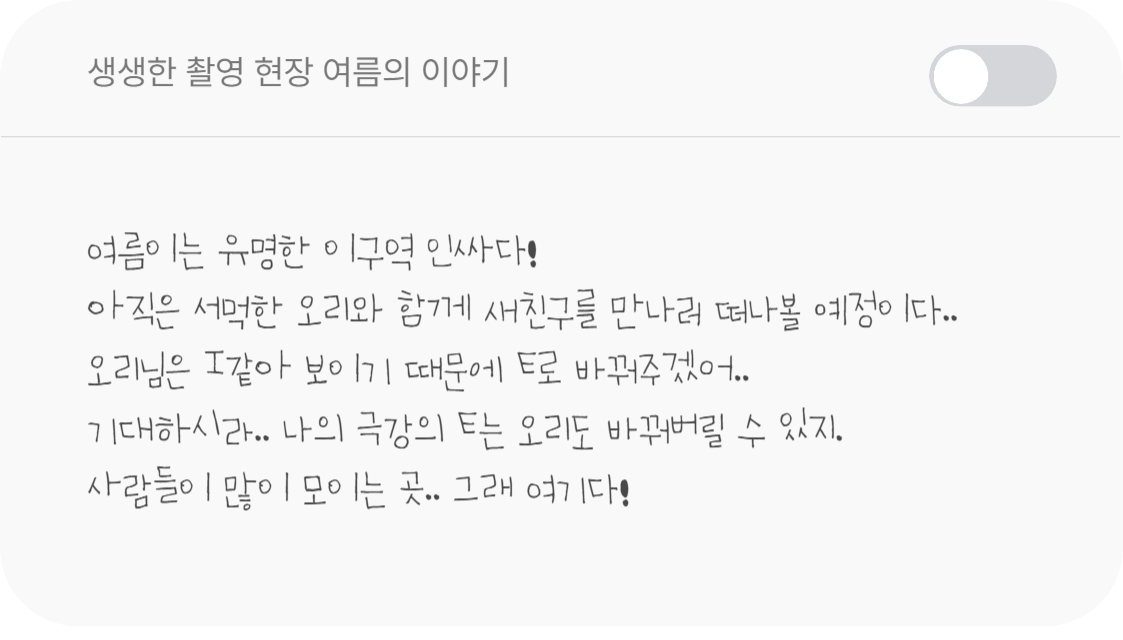 생생한 촬영 현장 여름의 이야기
여름이는 유명한 이구역 인싸다!
아직은 서먹한 오리와 함께 새친구를 만나러 떠나볼 예정이다..
오리님은 I같아 보이기 때문에 E로 바꿔주겠어..
기대하시라.. 나의 극강의 E는 오리도 바꿔버릴 수 있지.
사람들이 많이 모이는 곳.. 그래 여기다!